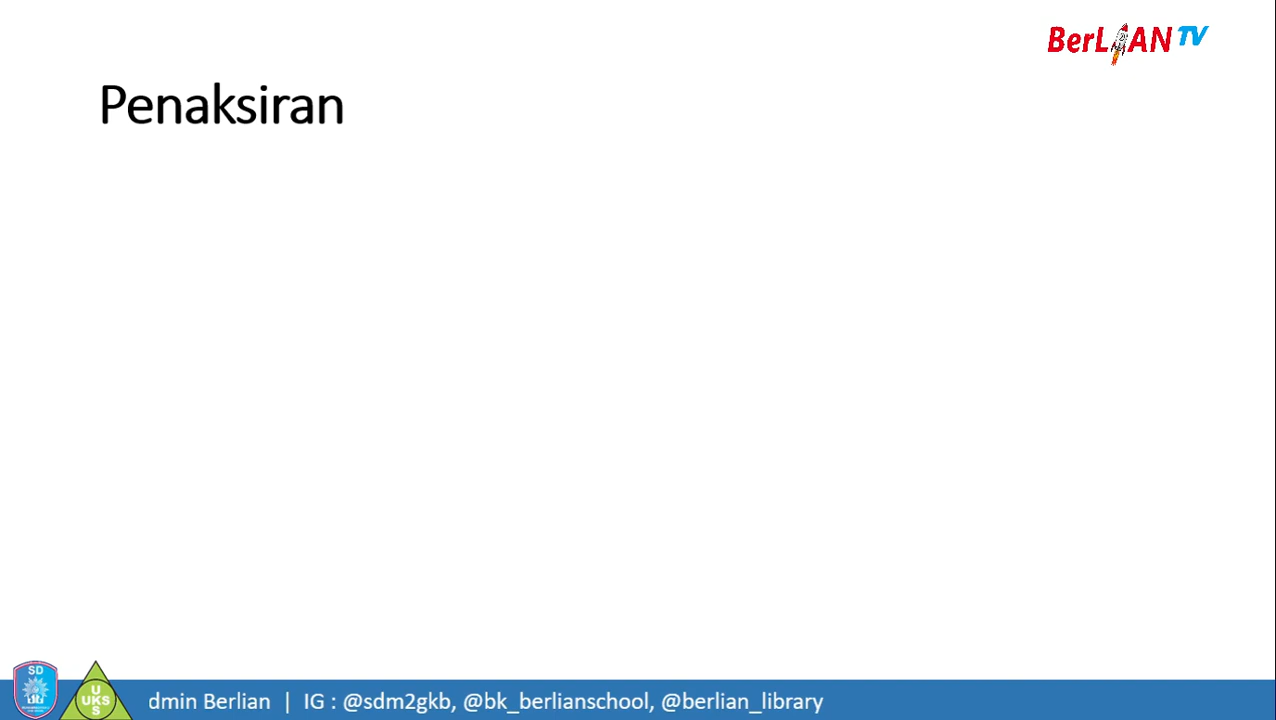 BerLIAN TV
Penaksiran
SD
U
UKS
S
dmin Berlian | IG : @sdm2gkb, @bk_berlianschool, @berlian_library